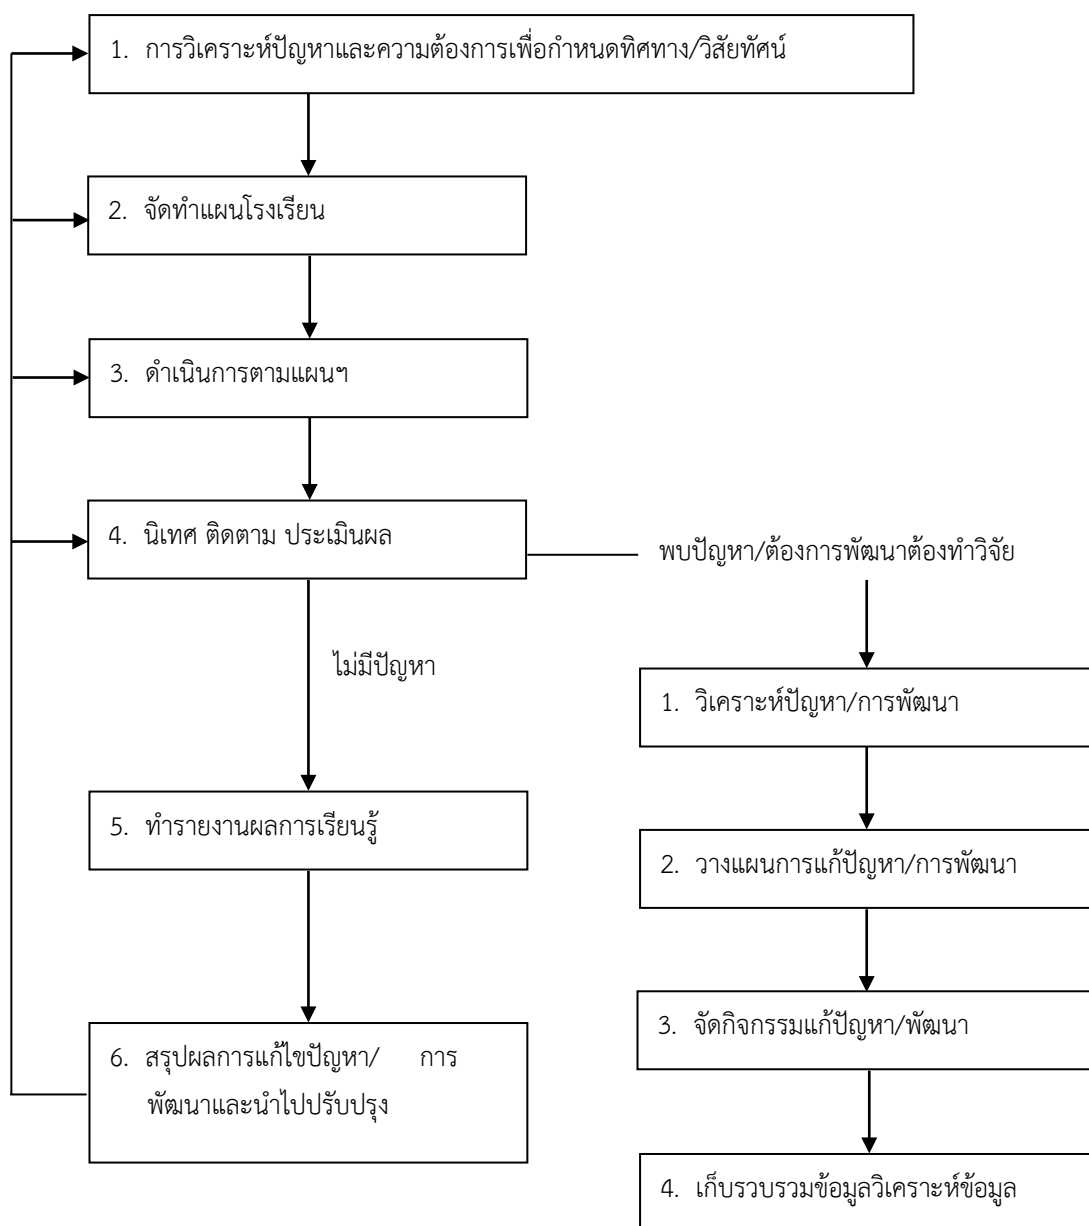 1. การวิเคราะห์ปัญหาและความต้องการเพื่อกำหนดทิศทาง/วิสัยทัศน์
2. จัดทำแผนโรงเรียน
3. ดำเนินการตามแผนฯ
4. นิเทศ ติดตาม ประเมินผล
พบปัญหา/ต้องการพัฒนาต้องทำวิจัย
ไม่มีปัญหา
1. วิเคราะห์ปัญหา/การพัฒนา
5. ทำรายงานผลการเรียนรู้
2. วางแผนการแก้ปัญหา/การพัฒนา
3. จัดกิจกรรมแก้ปัญหา/พัฒนา
6. สรุปผลการแก้ไขปัญหา/ การ
พัฒนาและนำไปปรับปรุง
4. เก็บรวบรวมข้อมูลวิเคราะห์ข้อมูล